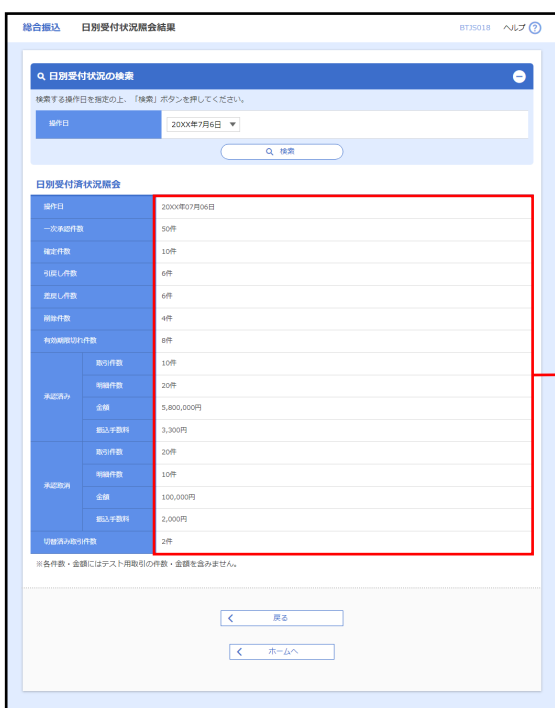 総合振込 日別受付状況照会結果 BTJS018 ヘルプ ?
日別受付状況の検索
検索する操作日を指定の上、「検索」ボタンを押してください。
操作日 20XX年7月6日 ▼
検索
日別受付済状況照会
操作日 20XX年07月06日
一次承認件数 50件
確定件数 10件
引戻し件数 6件
差戻し件数 6件
削除件数 4件
有効期限切れ件数 8件
承認済み
取引件数 10件
明細件数 20件
金額 5,800,000円
振込手数料 3,300円
承認取消
取引件数 20件
明細件数 10件
金額 100,000円
振込手数料 2,000円
切替済み取引件数 2件
※各件数・金額にはテスト用取引の件数・金額を含みません。
戻る
ホームへ